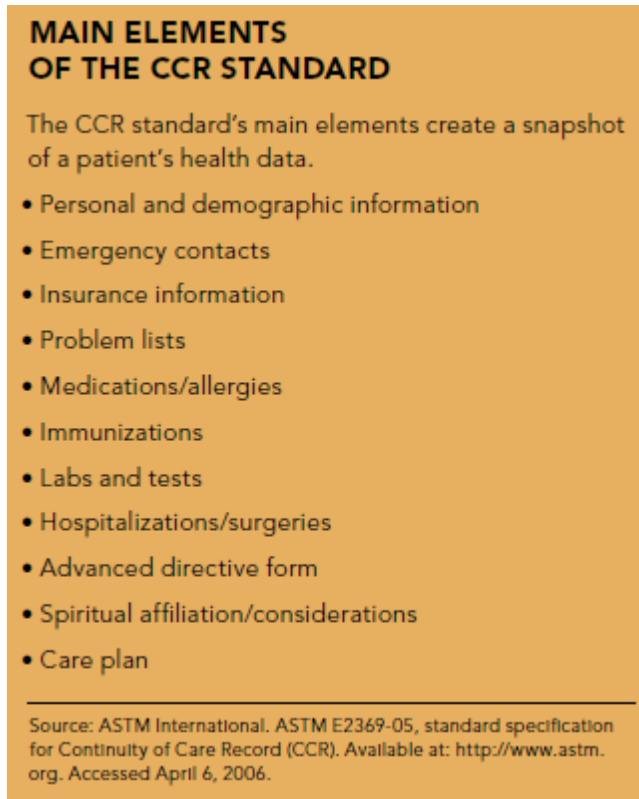 MAIN ELEMENTS
OF THE CCR STANDARD
The CCR standard's main elements create a snapshot
of a patient's health data.
• Personal and demographic information
• Emergency contacts
• Insurance information
• Problem lists
• Medications/allergies
• Immunizations
• Labs and tests
• Hospitalizations/surgeries
• Advanced directive form
• Spiritual affiliation/considerations
• Care plan
Source: ASTM International. ASTM E2369-05, standard specification
for Continuity of Care Record (CCR). Available at: http://www.astm.
org. Accessed April 6, 2006.